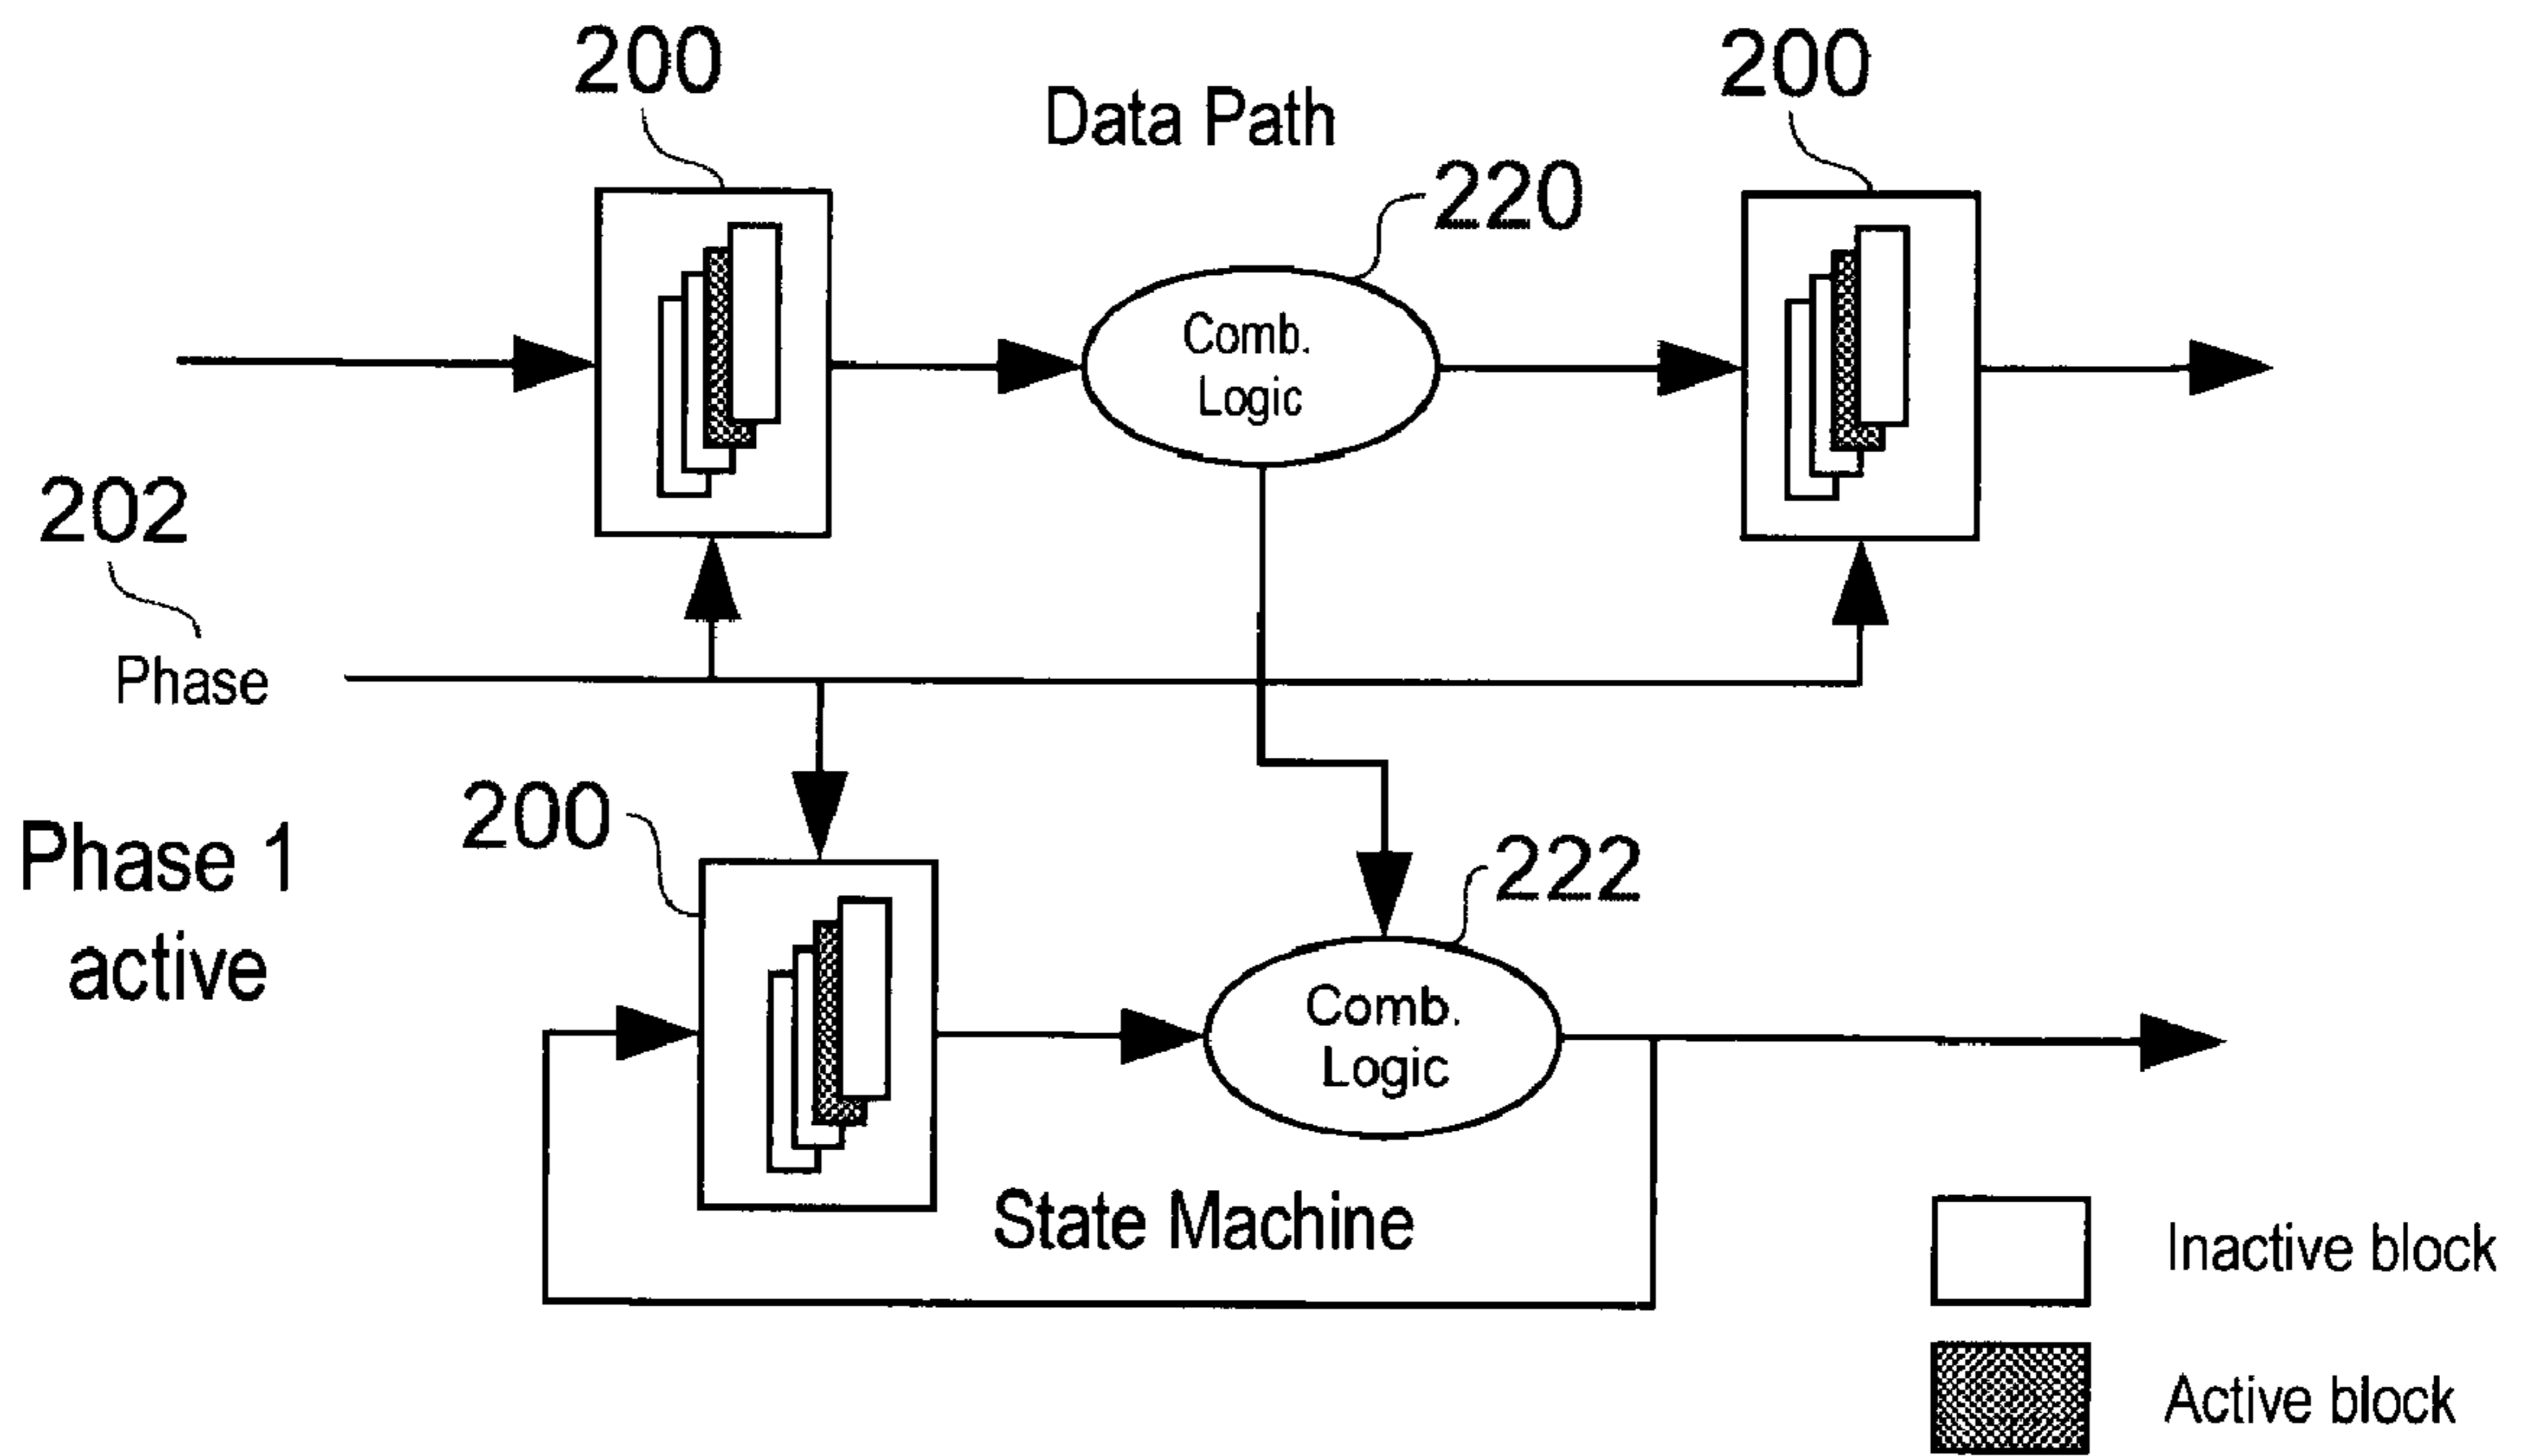 200
200
Data Path
220
Comb.
Logic
202
Phase
200
Phase 1
active
222
Comb.
Logic
State Machine
Inactive block
Active block